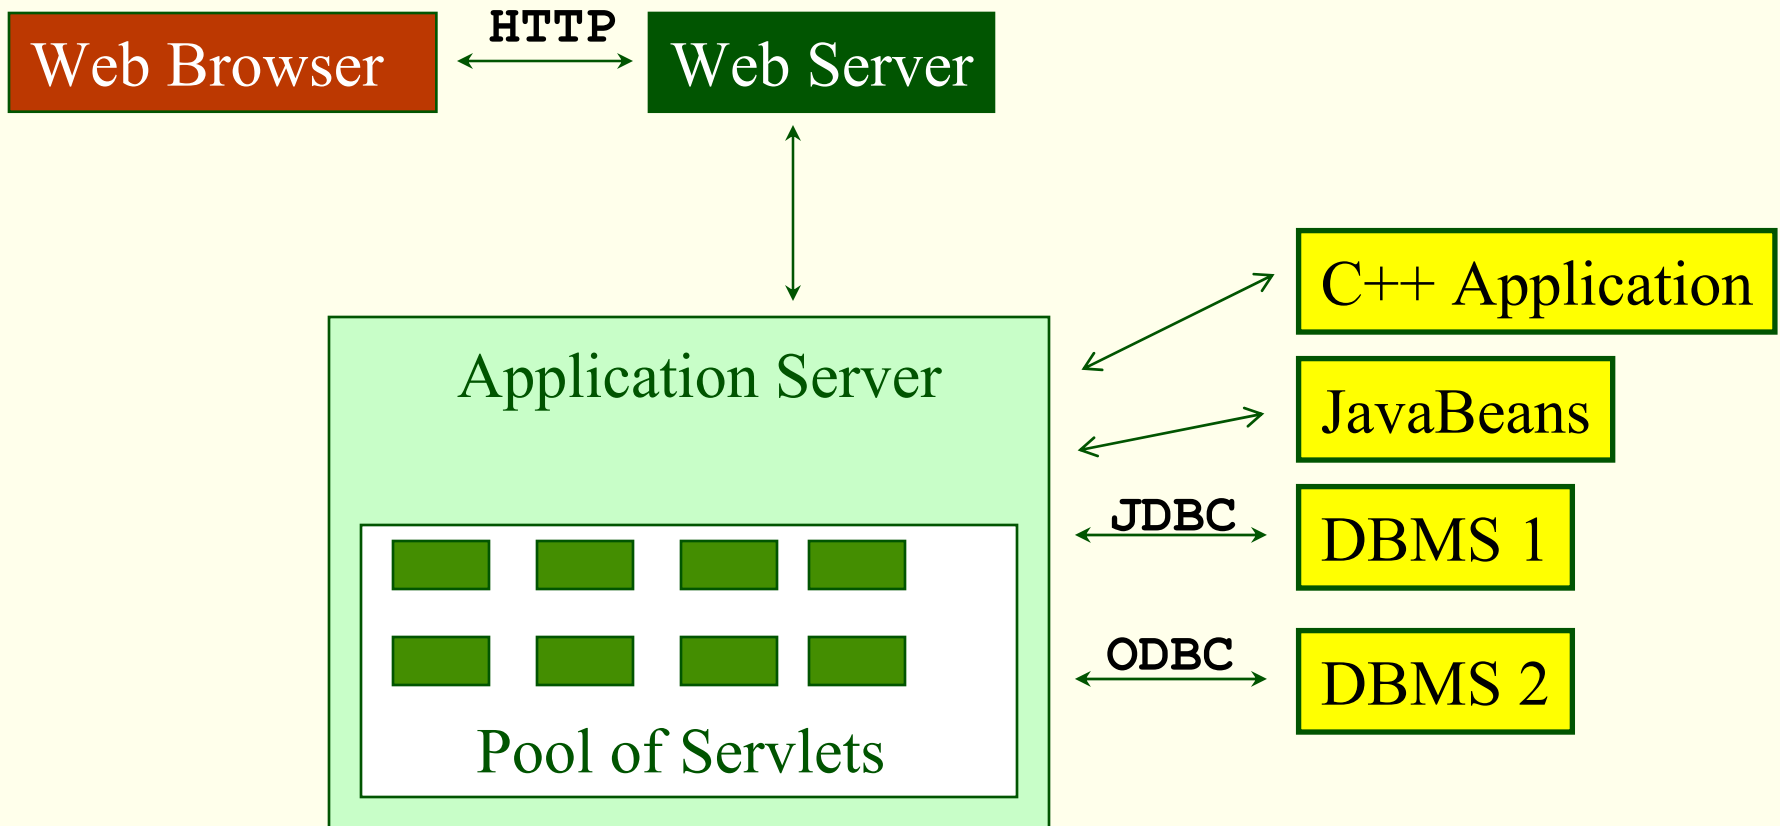 Web Browser
HTTP
Web Server
C++ Application
Application Server
JavaBeans
JDBC
DBMS 1
ODBC
DBMS 2
Pool of Servlets